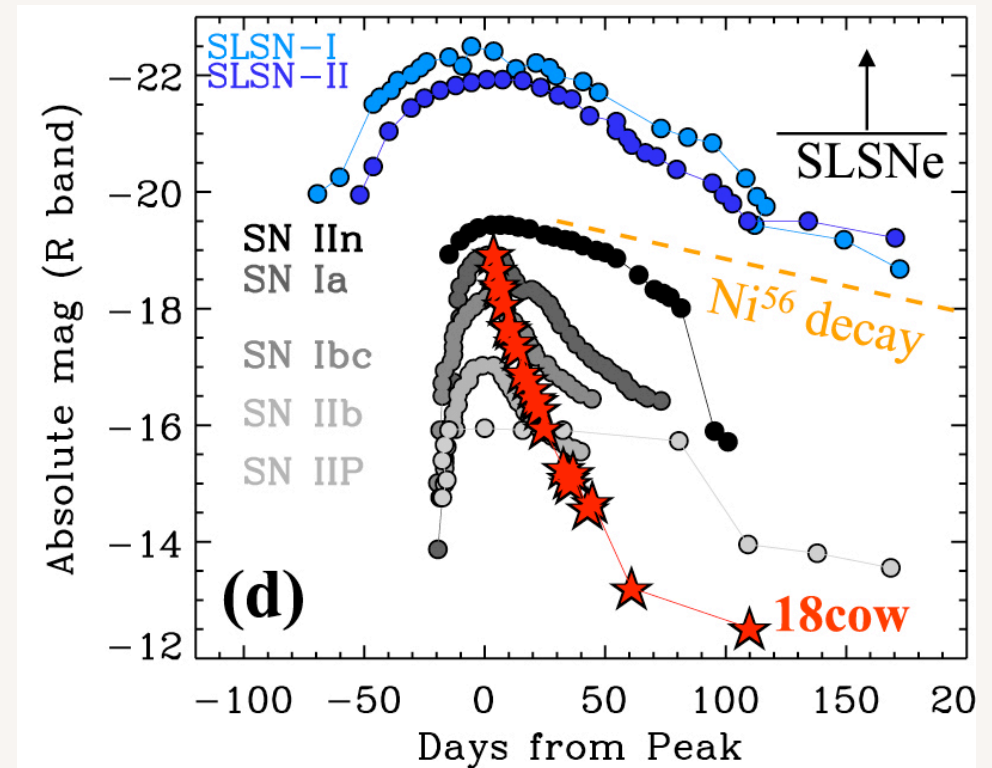 SLSN-I
SLSN-II
SLSNe
SN IIn
SN Ia
SN Ibc
SN IIb
SN IIP
Ni56 decay
(d)
18cow
Absolute mag (R band)
-22
-20
-18
-16
-14
-12
-100 -50 0 50 100 150 20
Days from Peak